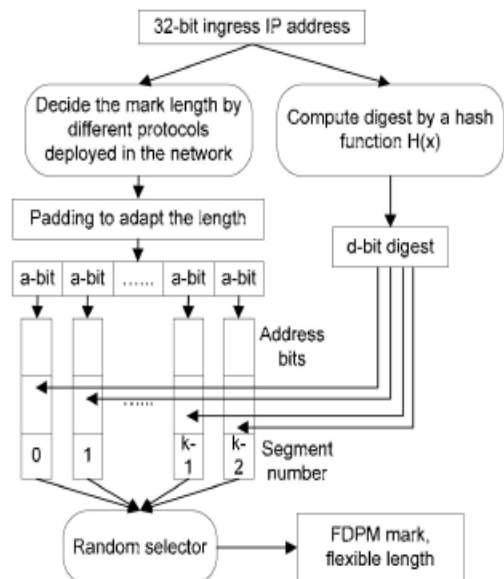 32-bit ingress IP address
Decide the mark length by
different protocols
deployed in the network
Compute digest by a hash
function H(x)
Padding to adapt the length
d-bit digest
a-bit a-bit ...... a-bit a-bit
Address
bits
......
0 1 k-1 k-2
Segment
number
Random selector
FDPM mark,
flexible length